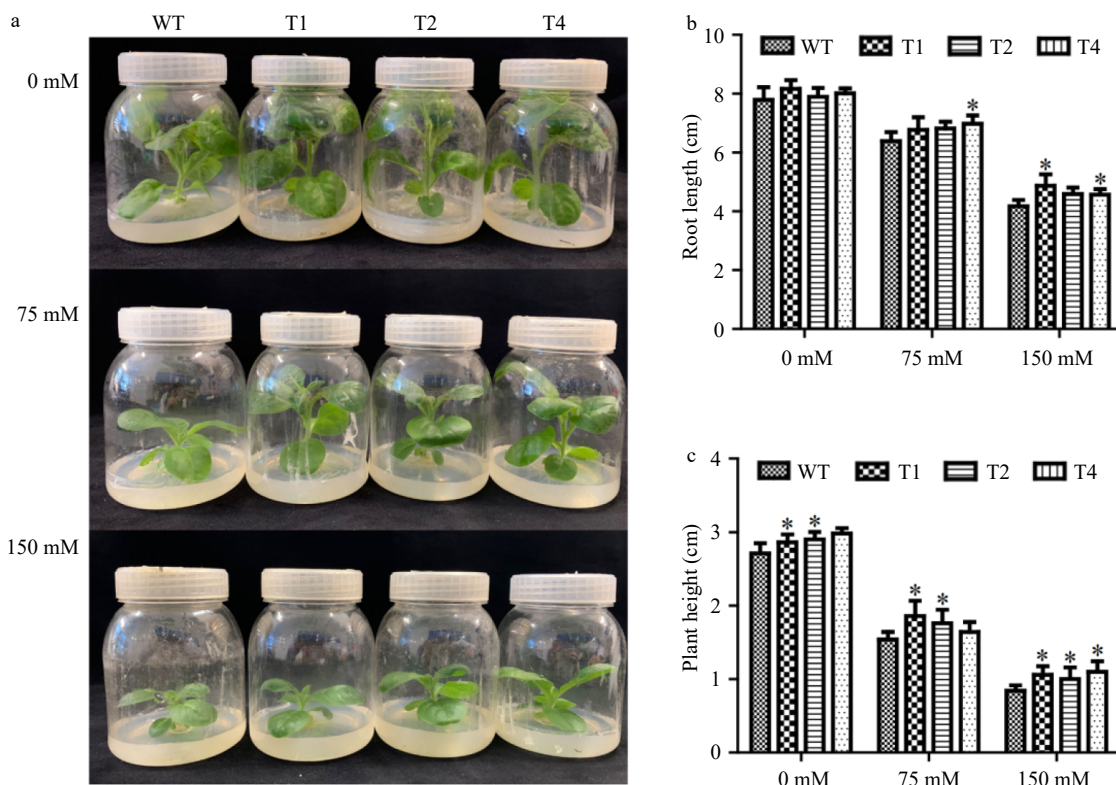 a
WT T1 T2 T4
0 mM
75 mM
150 mM
b
10
8
6
4
2
0
Root length (cm)
WT T1 T2 T4
*
* *
0 mM 75 mM 150 mM
c
4
3
2
1
0
Plant height (cm)
WT T1 T2 T4
* *
* *
* * *
0 mM 75 mM 150 mM